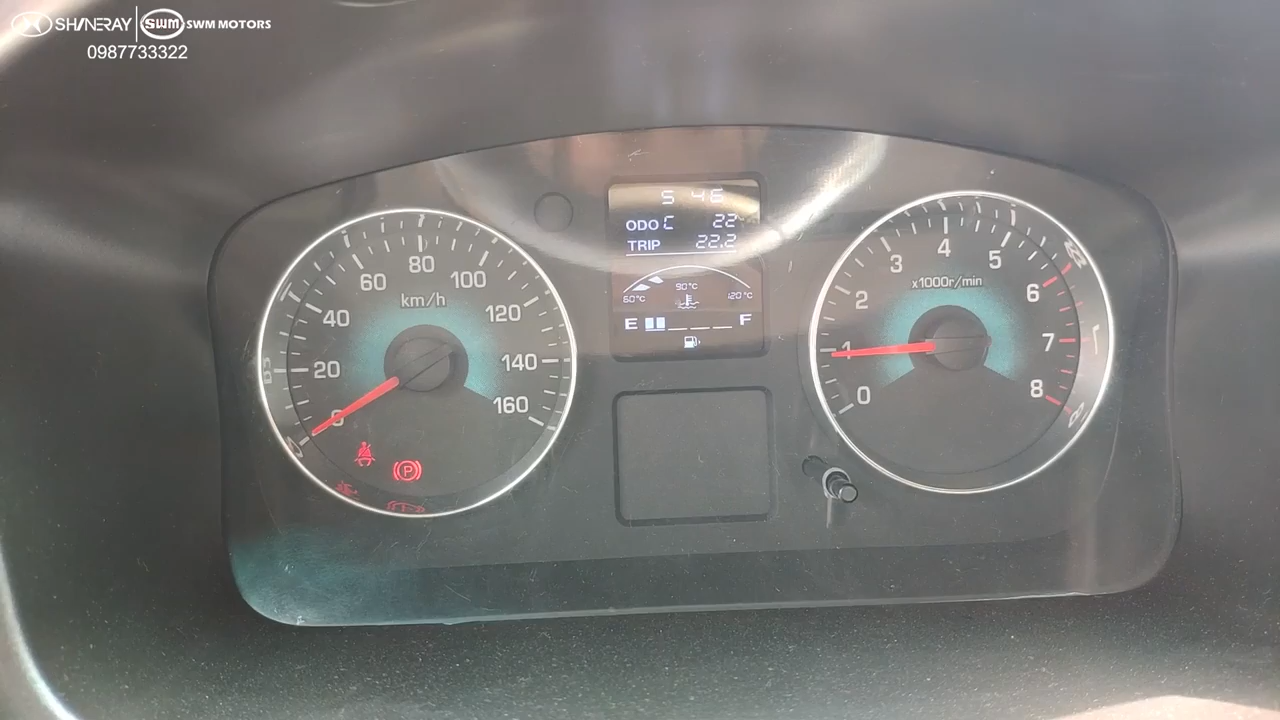 SHINERAY SWM SWM MOTORS
0987733322
5 46
ODO 22
TRIP 22.2
90°C
60°C 120°C
E F
km/h
0 20 40 60 80 100 120 140 160
P
x1000r/min
0 1 2 3 4 5 6 7 8